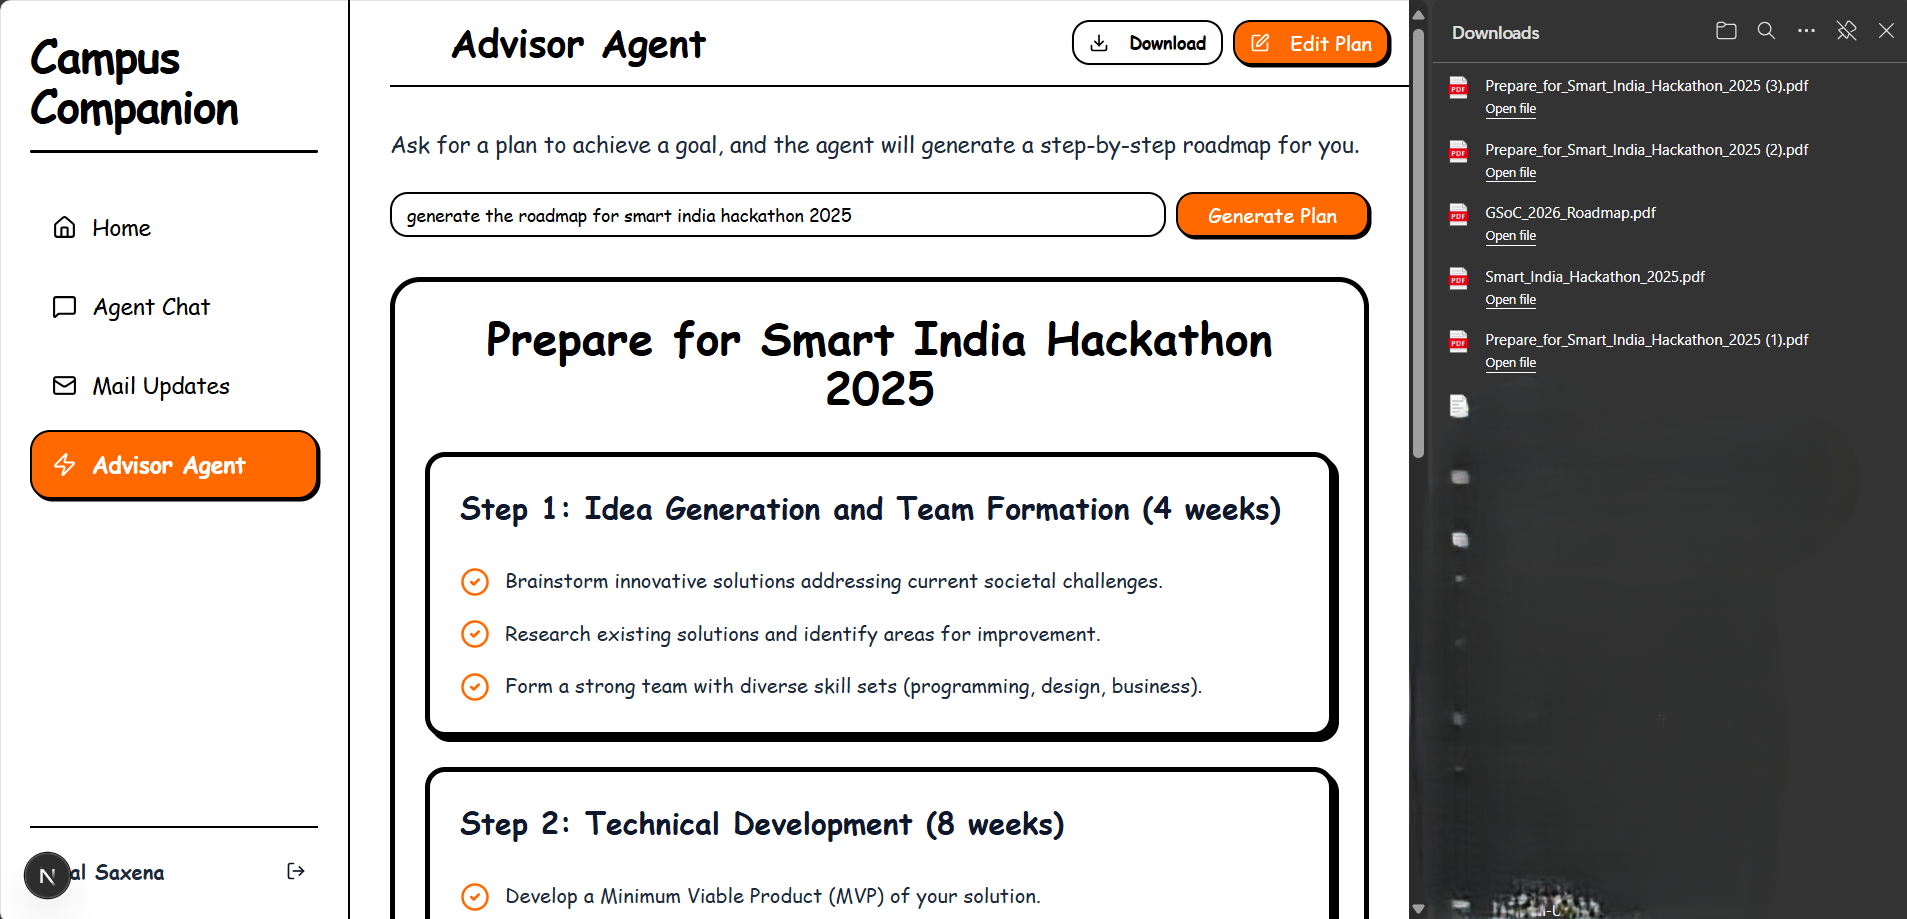 Campus
Companion
Home
Agent Chat
Mail Updates
Advisor Agent
N
al Saxena
Advisor Agent
Download
Edit Plan
Ask for a plan to achieve a goal, and the agent will generate a step-by-step roadmap for you.
generate the roadmap for smart india hackathon 2025
Generate Plan
Prepare for Smart India Hackathon
2025
Step 1: Idea Generation and Team Formation (4 weeks)
Brainstorm innovative solutions addressing current societal challenges.
Research existing solutions and identify areas for improvement.
Form a strong team with diverse skill sets (programming, design, business).
Step 2: Technical Development (8 weeks)
Develop a Minimum Viable Product (MVP) of your solution.
Downloads
PDF
Prepare_for_Smart_India_Hackathon_2025 (3).pdf
Open file
PDF
Prepare_for_Smart_India_Hackathon_2025 (2).pdf
Open file
PDF
GSoC_2026_Roadmap.pdf
Open file
PDF
Smart_India_Hackathon_2025.pdf
Open file
PDF
Prepare_for_Smart_India_Hackathon_2025 (1).pdf
Open file